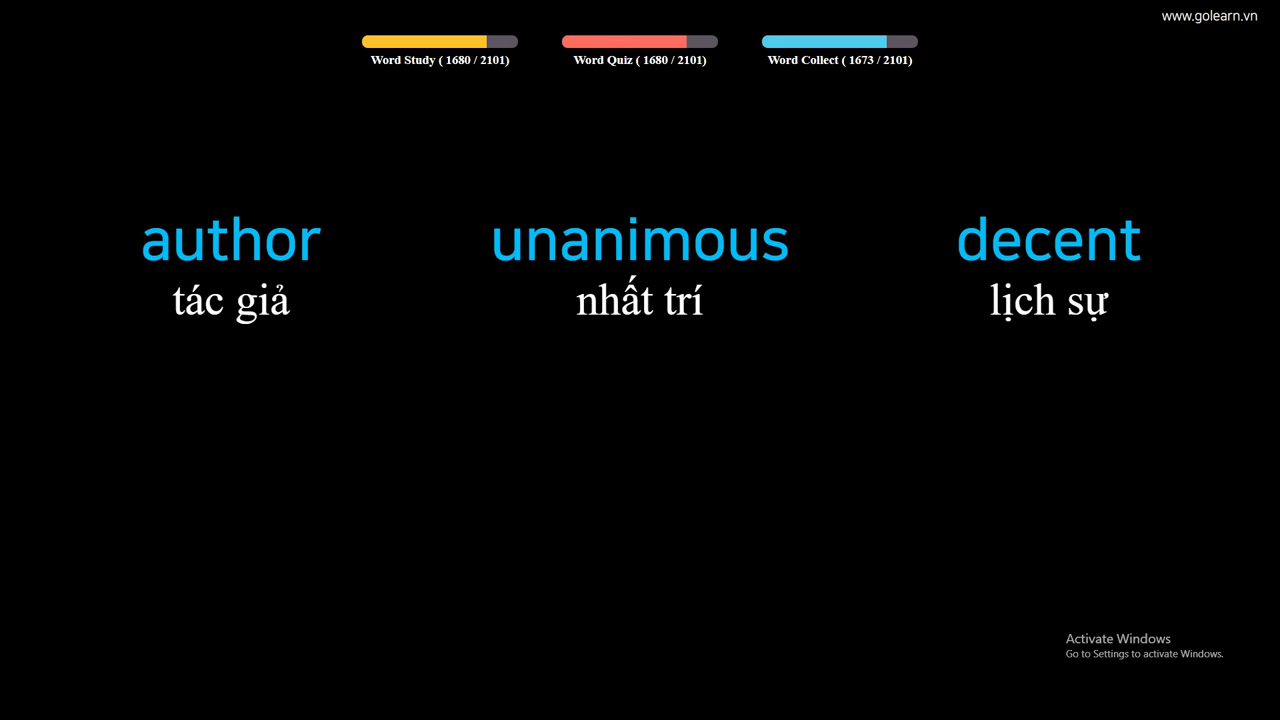 www.golearn.vn
Word Study ( 1680 / 2101)
Word Quiz ( 1680 / 2101)
Word Collect ( 1673 / 2101)
author
tác giả
unanimous
nhất trí
decent
lịch sự
Activate Windows
Go to Settings to activate Windows.